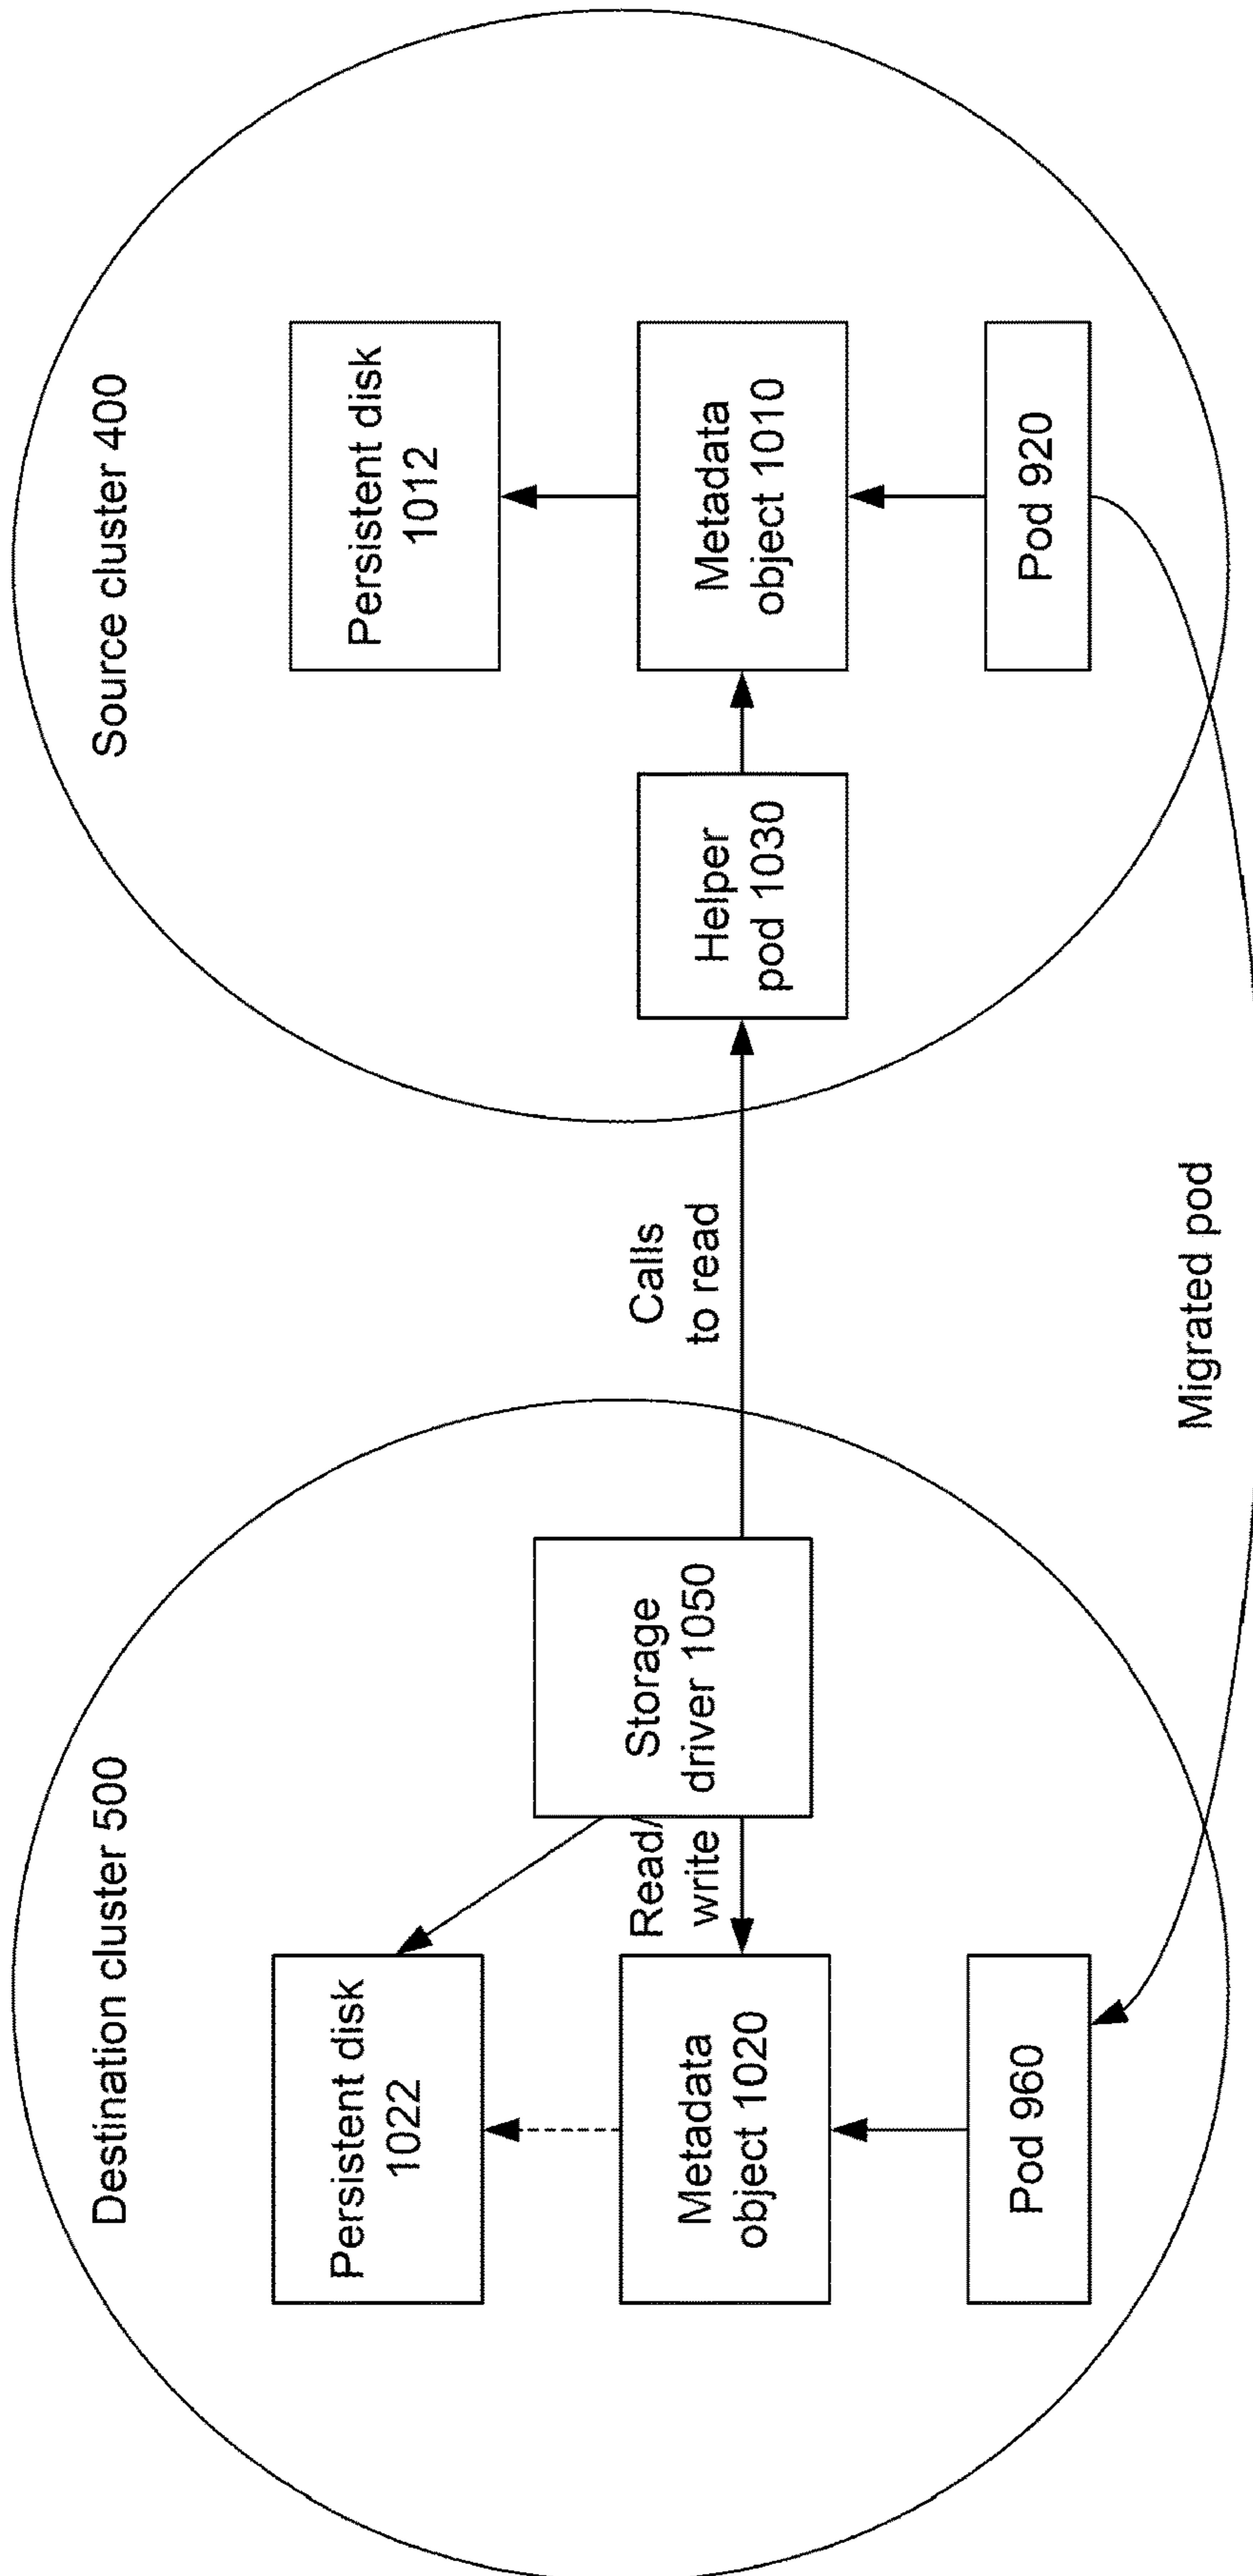 Destination cluster 500
Persistent disk
1022
Read/
write
Storage
driver 1050
Metadata
object 1020
Pod 960
Calls
to read
Source cluster 400
Persistent disk
1012
Helper
pod 1030
Metadata
object 1010
Pod 920
Migrated pod